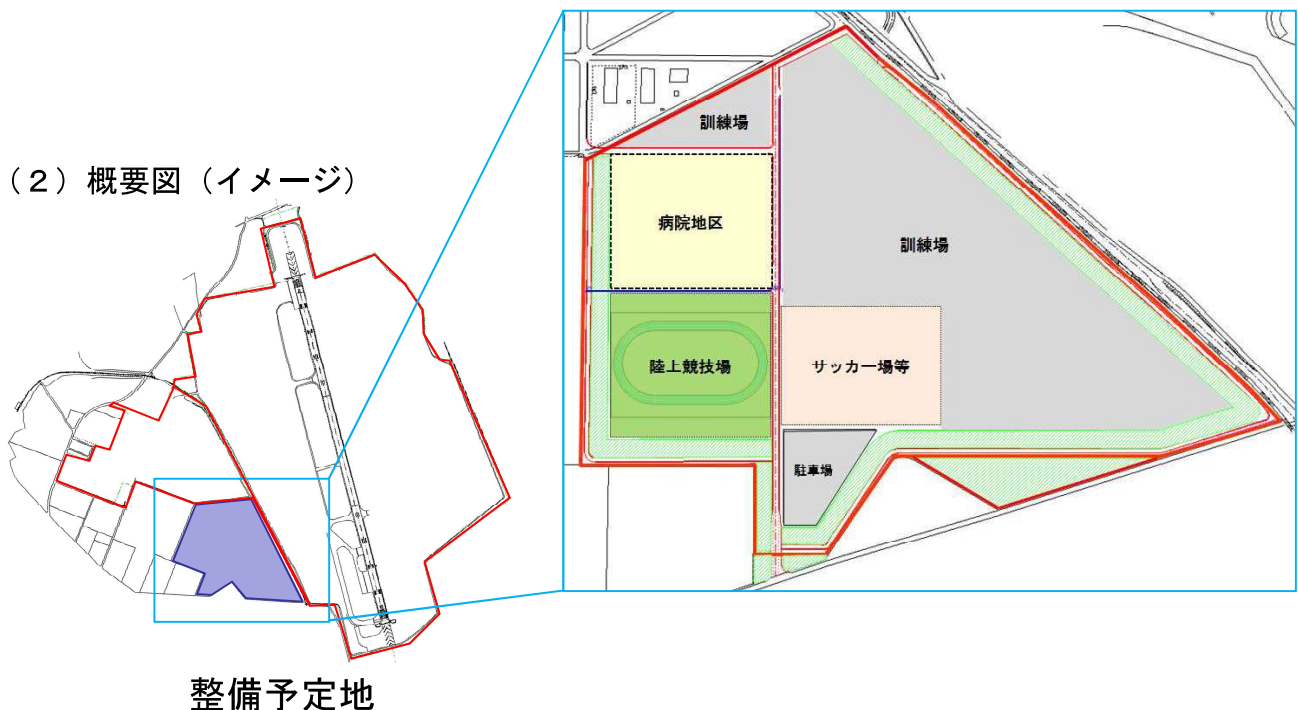 （２）概要図（イメージ）
整備予定地
訓練場
病院地区
訓練場
陸上競技場
サッカー場等
駐車場